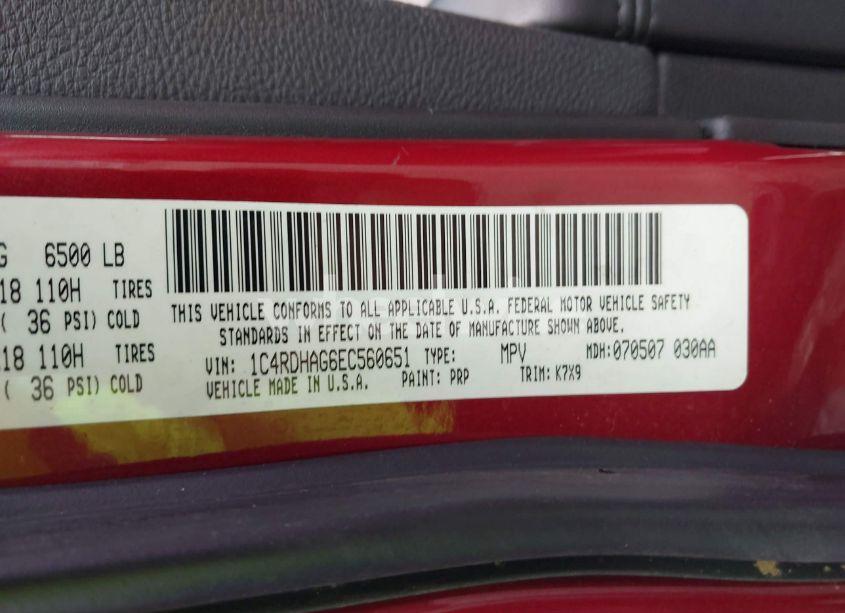 G 6500 LB
18 110H TIRES
( 36 PSI) COLD
18 110H TIRES
( 36 PSI) COLD
THIS VEHICLE CONFORMS TO ALL APPLICABLE U.S.A. FEDERAL MOTOR VEHICLE SAFETY
STANDARDS IN EFFECT ON THE DATE OF MANUFACTURE SHOWN ABOVE.
VIN: 1C4RDHAG6EC560651 TYPE: MPV MDH: 070507 030AA
VEHICLE MADE IN U.S.A. PAINT: PRP TRIM: K7X9